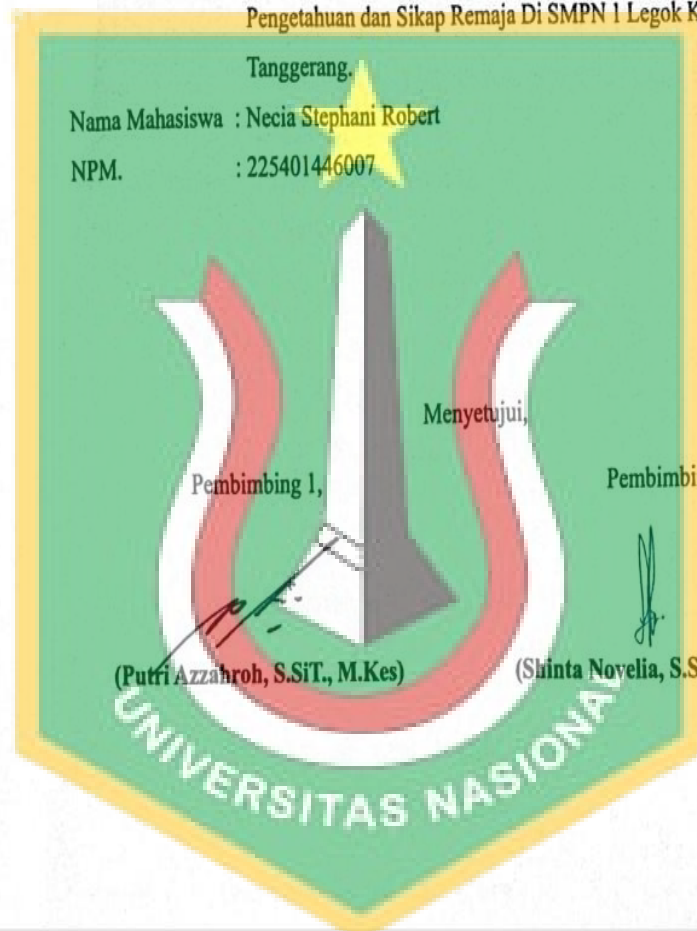 Pengetahuan dan Sikap Remaja Di SMPN 1 Legok K
Tanggerang.
Nama Mahasiswa : Necia Stephani Robert
NPM. : 225401446007
Menyetujui,
Pembimbing 1, Pembimbi
(Putri Azzahroh, S.SiT., M.Kes) (Shinta Novelia, S.S
UNIVERSITAS NASIONAL